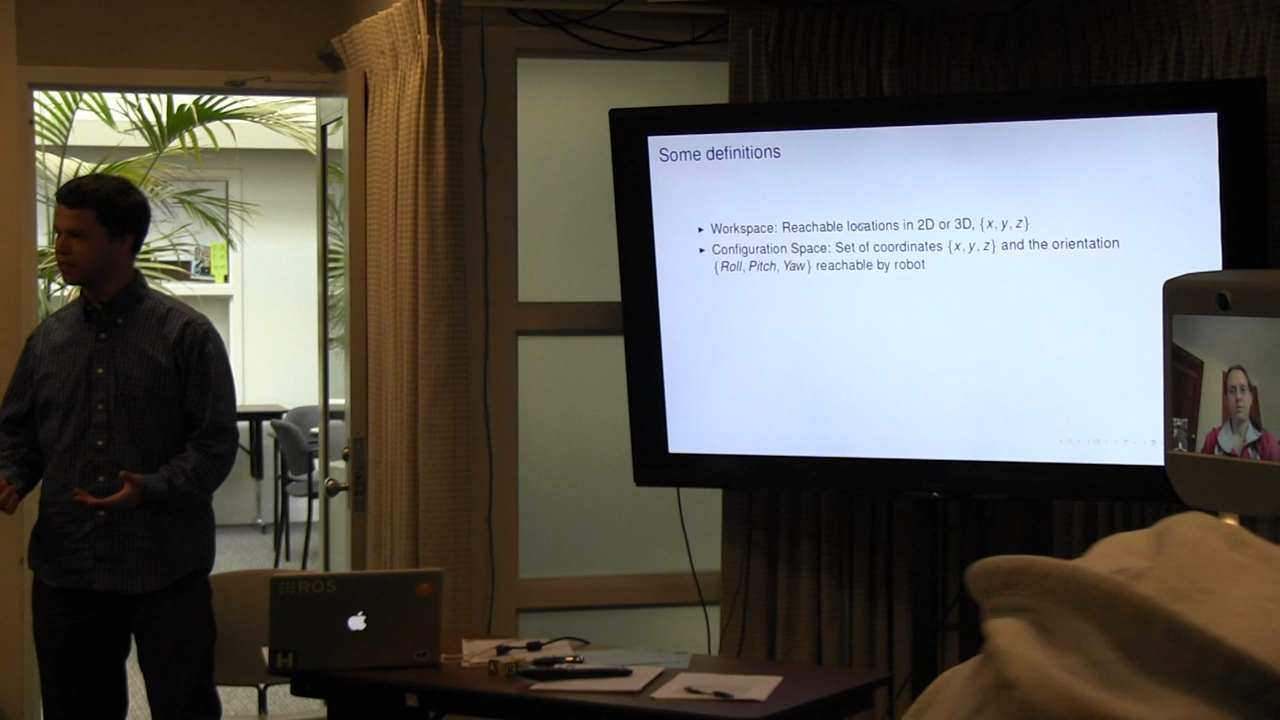 Some definitions
▸ Workspace: Reachable locations in 2D or 3D, {x, y, z}
▸ Configuration Space: Set of coordinates {x, y, z} and the orientation
{Roll, Pitch, Yaw} reachable by robot
ROS
H